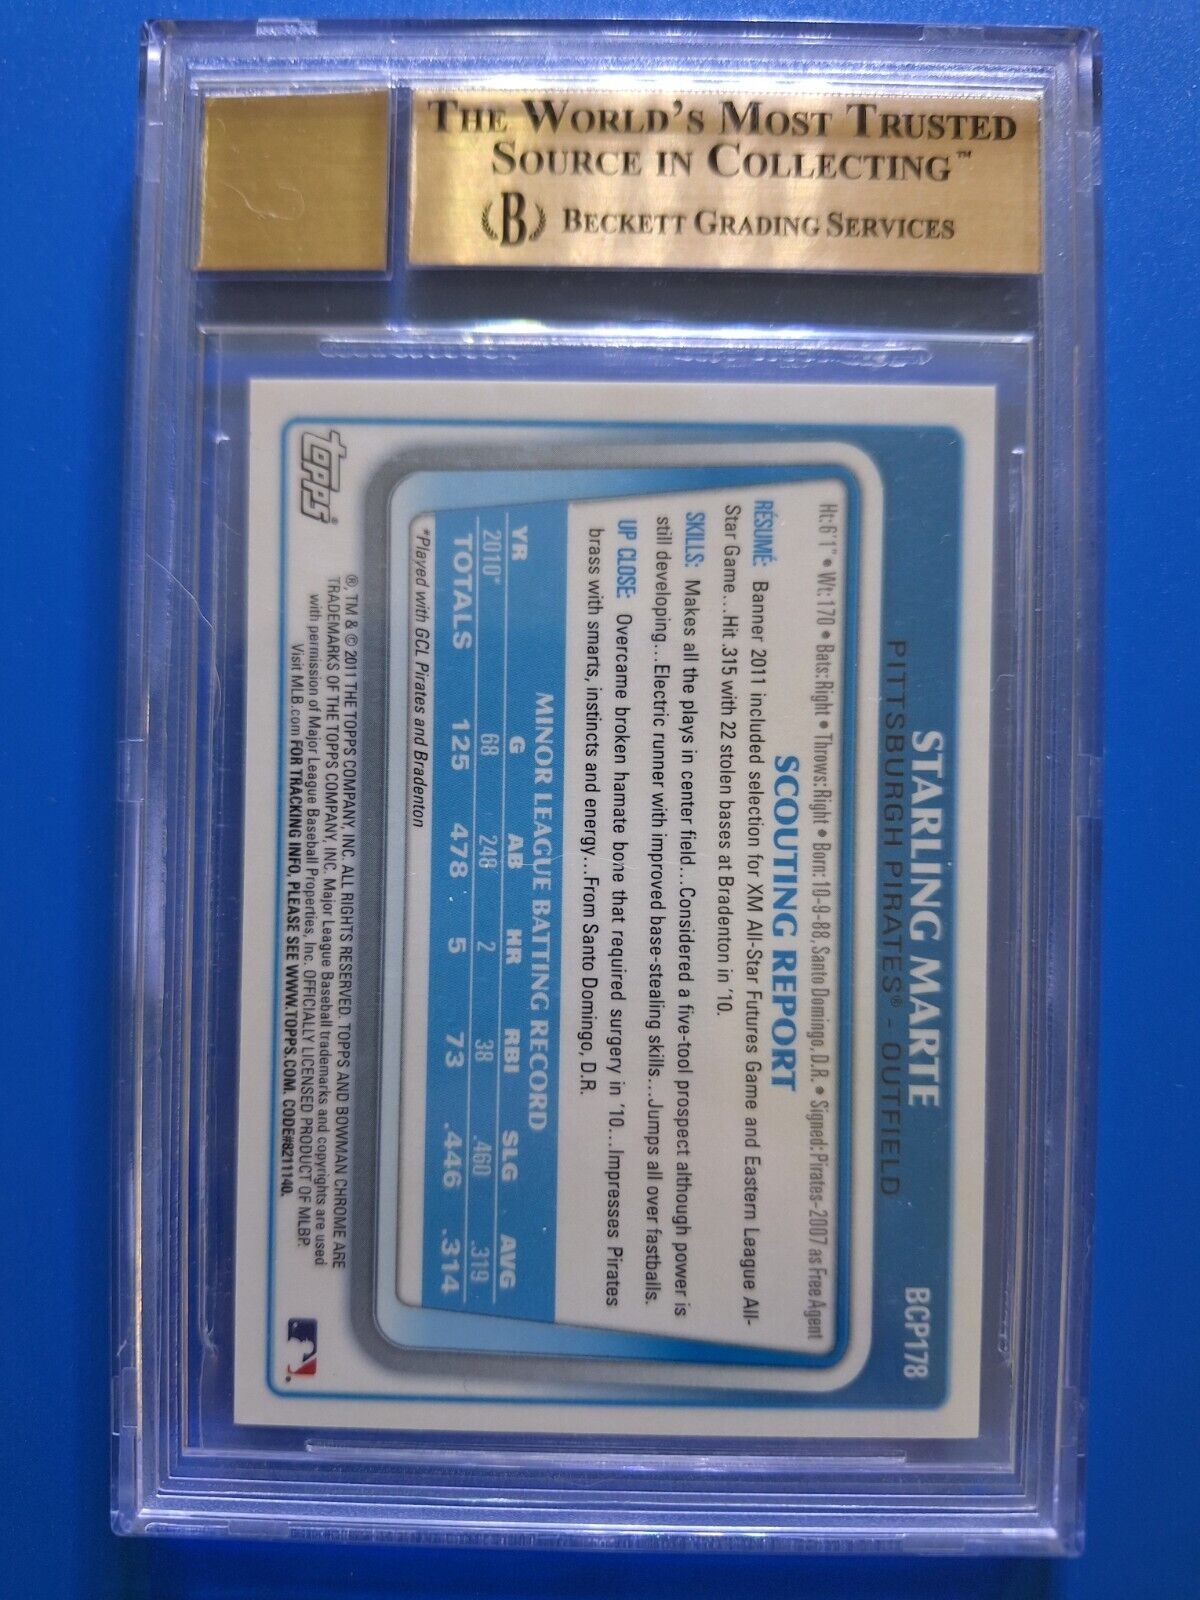 THE WORLD'S MOST TRUSTED
SOURCE IN COLLECTING™
B BECKETT GRADING SERVICES
STARLING MARTE BCP178
PITTSBURGH PIRATES® - OUTFIELD
Ht: 6'1" • Wt: 170 • Bats: Right • Throws: Right • Born: 10-9-88, Santo Domingo, D.R. • Signed: Pirates-2007 as Free Agent
SCOUTING REPORT
RÉSUMÉ: Banner 2011 included selection for XM All-Star Futures Game and Eastern League All-
Star Game...Hit .315 with 22 stolen bases at Bradenton in '10.
SKILLS: Makes all the plays in center field...Considered a five-tool prospect although power is
still developing...Electric runner with improved base-stealing skills...Jumps all over fastballs.
UP CLOSE: Overcame broken hamate bone that required surgery in '10...Impresses Pirates
brass with smarts, instincts and energy...From Santo Domingo, D.R.
MINOR LEAGUE BATTING RECORD
YR G AB HR RBI SLG AVG
2010* 68 248 2 38 .460 .319
TOTALS 125 478 5 73 .446 .314
*Played with GCL Pirates and Bradenton
®, TM & © 2011 THE TOPPS COMPANY, INC. ALL RIGHTS RESERVED. TOPPS AND BOWMAN CHROME ARE
TRADEMARKS OF THE TOPPS COMPANY, INC. Major League Baseball trademarks and copyrights are used
with permission of Major League Baseball Properties, Inc. OFFICIALLY LICENSED PRODUCT OF MLBP.
Visit MLB.com FOR TRACKING INFO, PLEASE SEE WWW.TOPPS.COM. CODE#8211140.
topps®